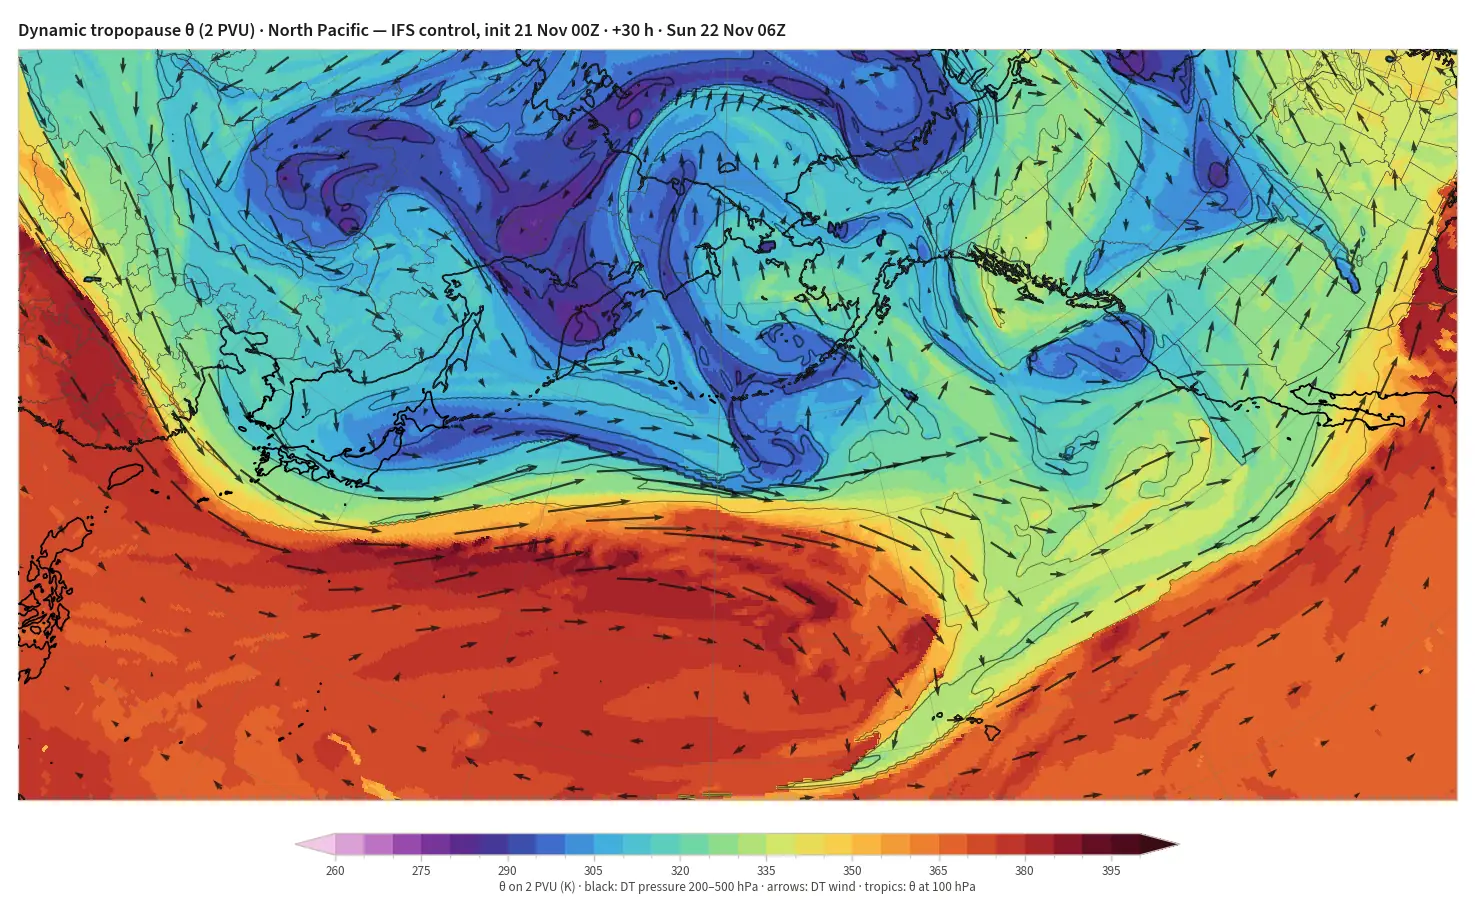 Dynamic tropopause θ (2 PVU) · North Pacific — IFS control, init 21 Nov 00Z · +30 h · Sun 22 Nov 06Z
260 275 290 305 320 335 350 365 380 395
θ on 2 PVU (K) · black: DT pressure 200–500 hPa · arrows: DT wind · tropics: θ at 100 hPa